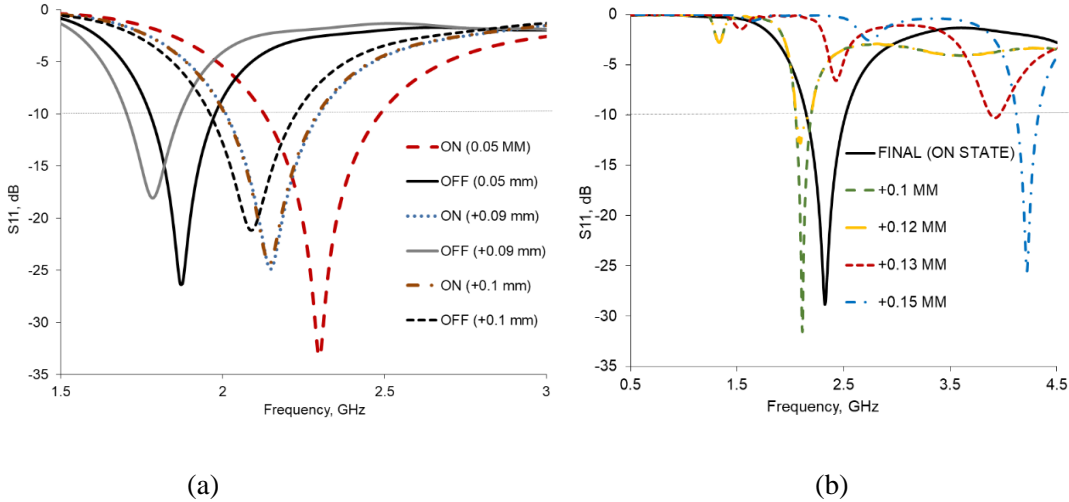 0
-5
-10
-15
-20
-25
-30
-35
S11, dB
1.5
2
2.5
3
Frequency, GHz
ON (0.05 MM)
OFF (0.05 mm)
ON (+0.09 mm)
OFF (+0.09 mm)
ON (+0.1 mm)
OFF (+0.1 mm)
(a)
5
0
-5
-10
-15
-20
-25
-30
-35
S11, dB
0.5
1.5
2.5
3.5
4.5
Frequency, GHz
FINAL (ON STATE)
+0.1 MM
+0.12 MM
+0.13 MM
+0.15 MM
(b)